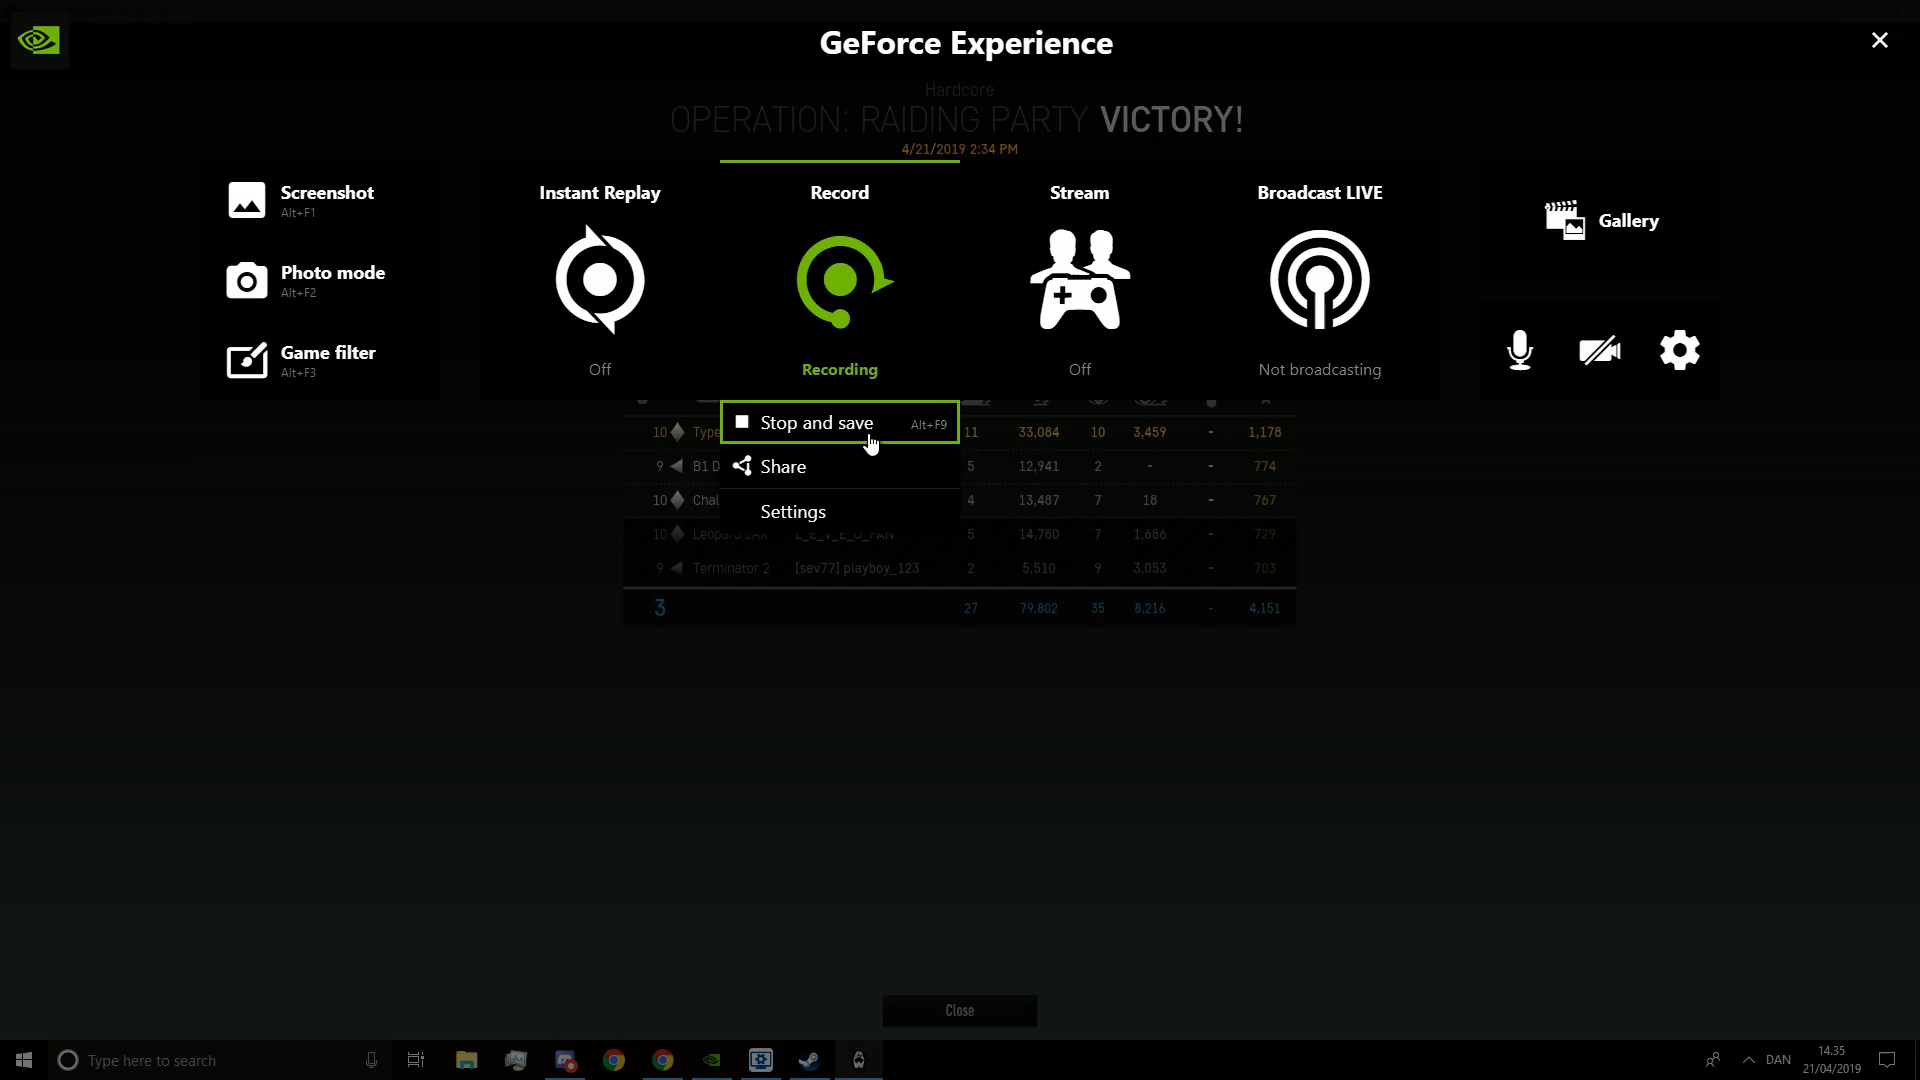 GeForce Experience
Hardcore
OPERATION: RAIDING PARTY VICTORY!
4/21/2019 2:34 PM
Screenshot
Alt+F1
Photo mode
Alt+F2
Game filter
Alt+F3
Instant Replay
Off
Record
Recording
Stream
Off
Broadcast LIVE
Not broadcasting
Gallery
Stop and save Alt+F9
Share
Settings
10 Type 11 33,084 10 3,459 - 1,178
9 B1 D 5 12,941 2 - - 774
10 Chal 4 13,487 7 18 - 767
10 Leopard 2AX L_E_V_E_U_FAN 5 14,780 7 1,686 - 729
9 Terminator 2 [sev77] playboy_123 2 5,510 9 3,053 - 703
3 27 79,802 35 8,216 - 4,151
Close
Type here to search
DAN
14.35
21/04/2019